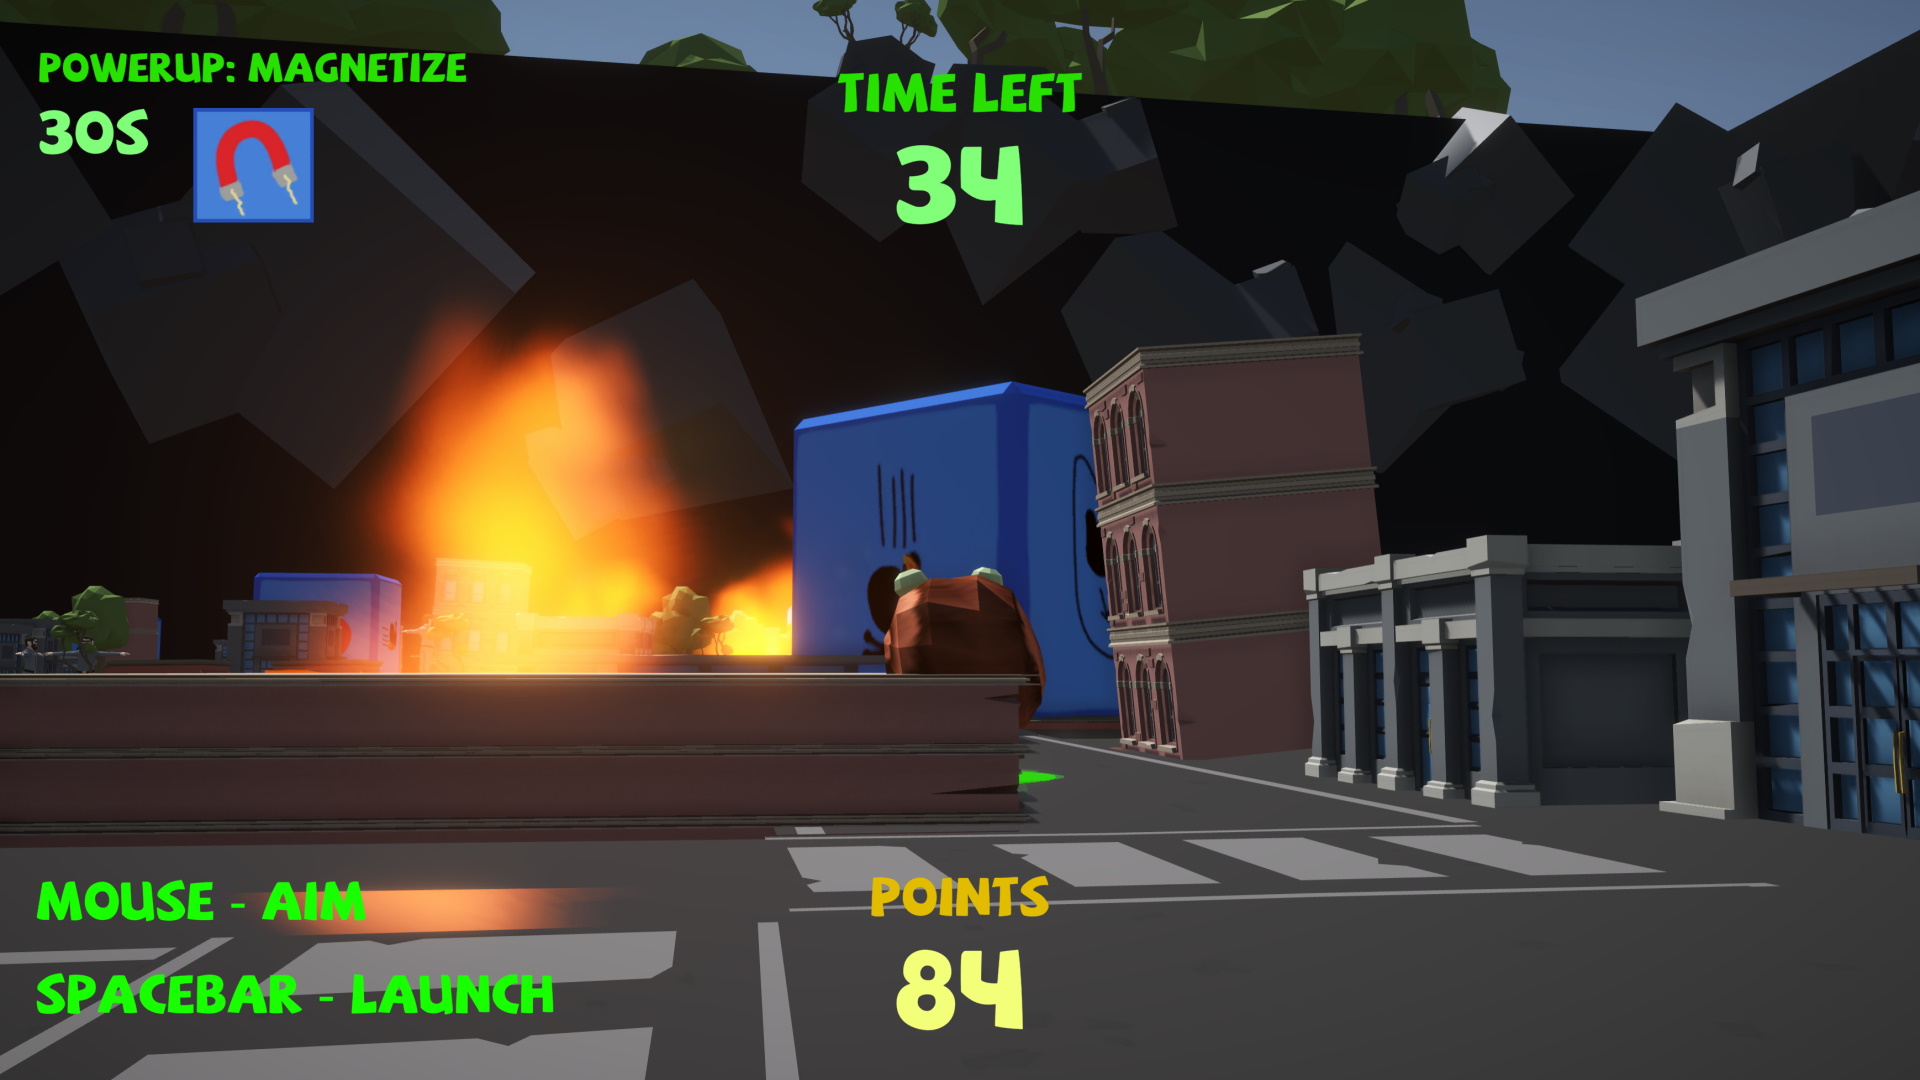 POWERUP: MAGNETIZE
30S
TIME LEFT
34
MOUSE - AIM
SPACEBAR - LAUNCH
POINTS
84